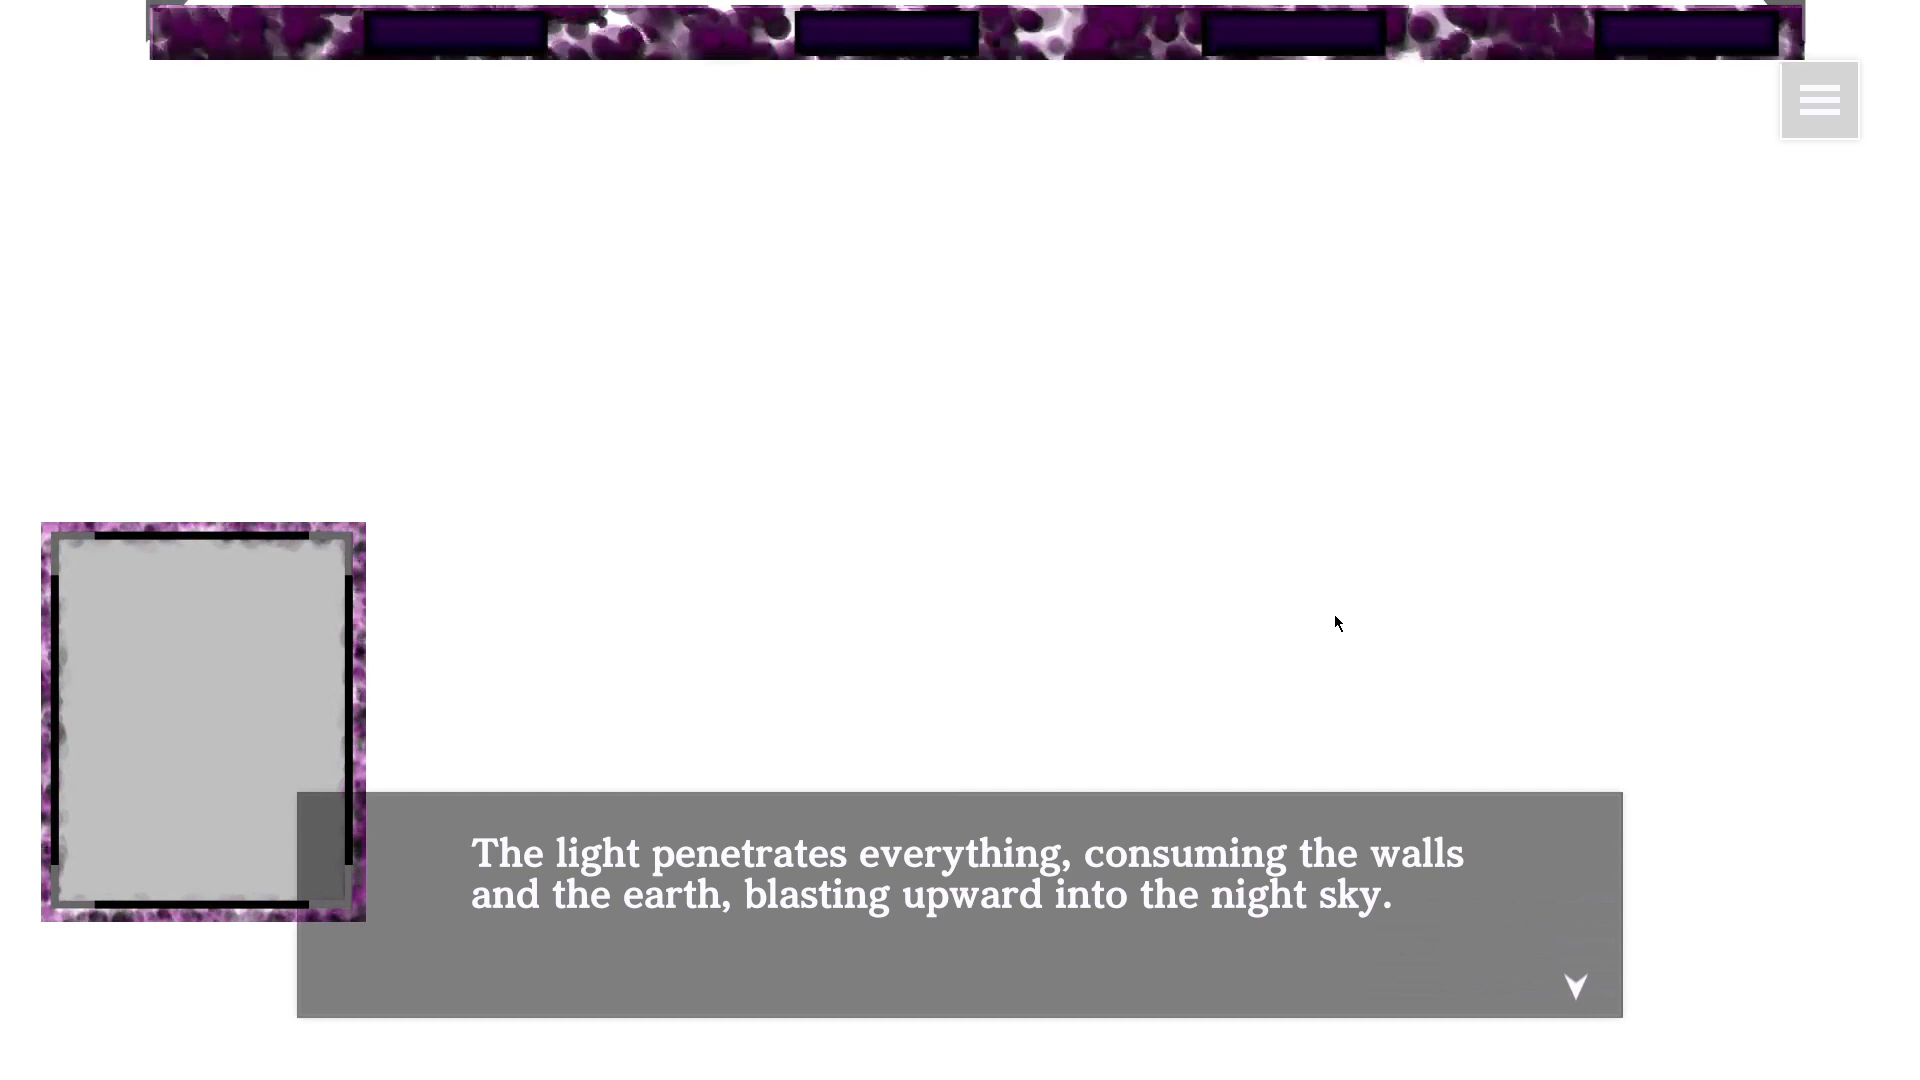 The light penetrates everything, consuming the walls
and the earth, blasting upward into the night sky.